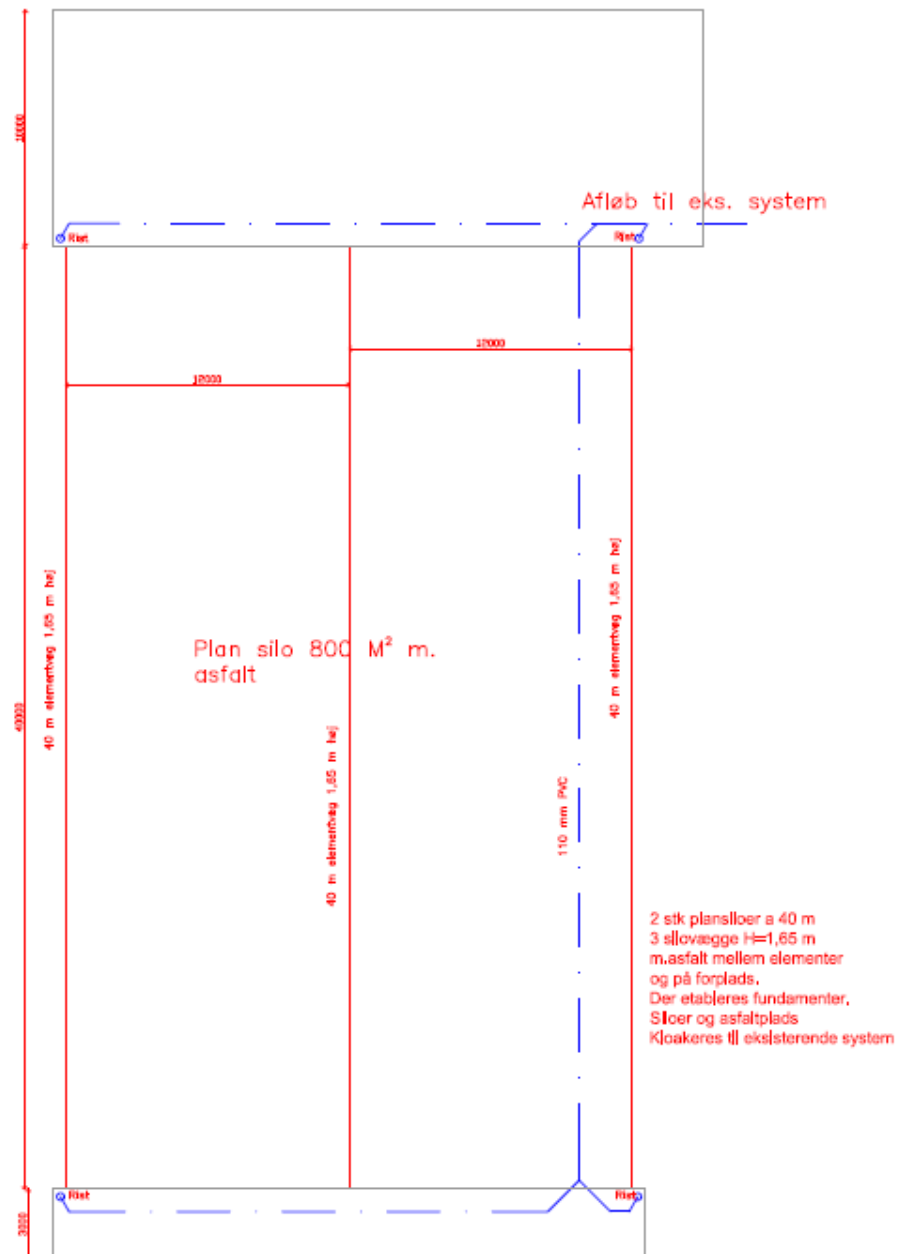 10000
Afløb til eks. system
Rist
Rist
12000
12000
40 m elementvæg 1,65 m høj
40 m elementvæg 1,65 m høj
Plan silo 800 M² m.
asfalt
40000
40 m elementvæg 1,65 m høj
110 mm PVC
2 stk plansiloer a 40 m
3 silovægge H=1,65 m
m.asfalt mellem elementer
og på forplads.
Der etableres fundamenter,
Siloer og asfaltplads
Kloakeres til eksisterende system
Rist
Rist
3000